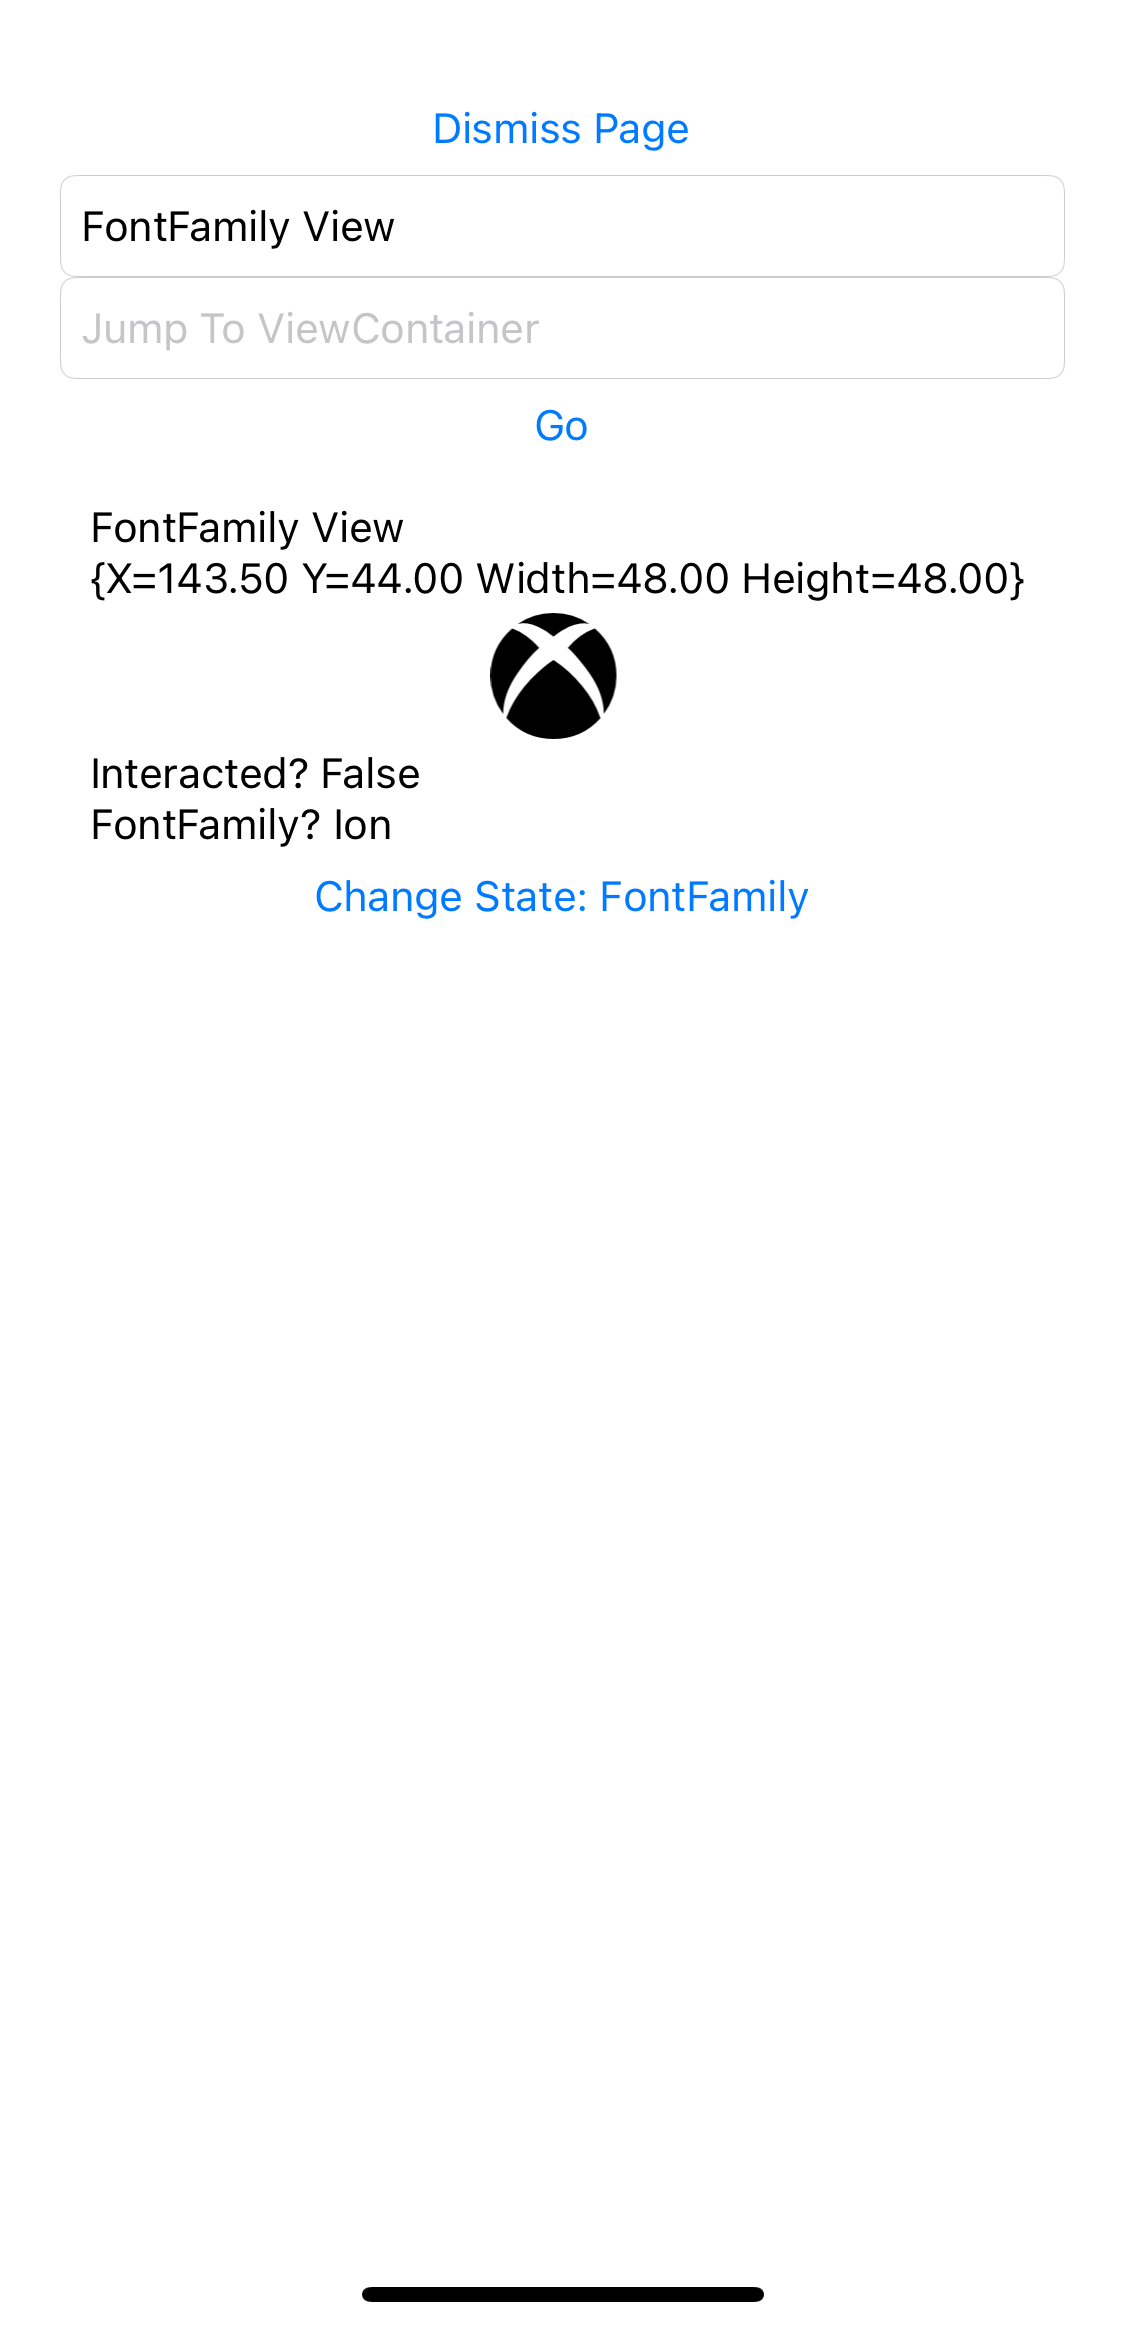 Dismiss Page
FontFamily View
Jump To ViewContainer
Go
FontFamily View
{X=143.50 Y=44.00 Width=48.00 Height=48.00}
Interacted? False
FontFamily? Ion
Change State: FontFamily